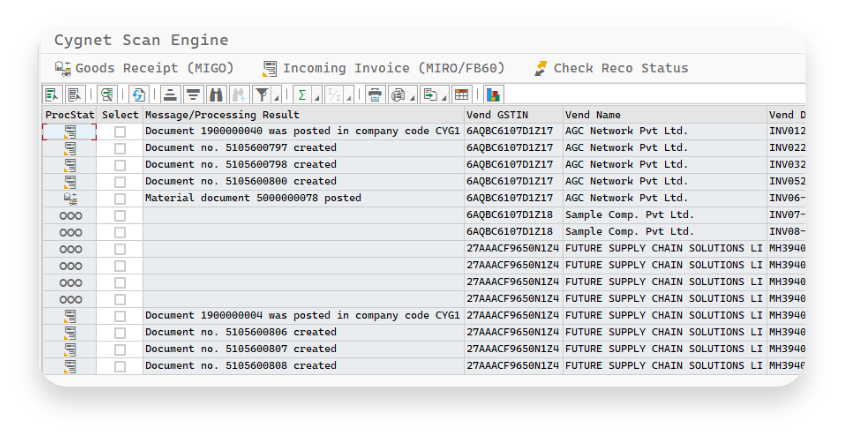 Cygnet Scan Engine
Goods Receipt (MIGO) Incoming Invoice (MIRO/FB60) Check Reco Status
ProcStat Select Message/Processing Result Vend GSTIN Vend Name Vend D
Document 1900000040 was posted in company code CYG1 6AQBC6107D1Z17 AGC Network Pvt Ltd. INV012
Document no. 5105600797 created 6AQBC6107D1Z17 AGC Network Pvt Ltd. INV022
Document no. 5105600798 created 6AQBC6107D1Z17 AGC Network Pvt Ltd. INV032
Document no. 5105600800 created 6AQBC6107D1Z17 AGC Network Pvt Ltd. INV052
Material document 5000000078 posted 6AQBC6107D1Z17 AGC Network Pvt Ltd. INV06-
6AQBC6107D1Z18 Sample Comp. Pvt Ltd. INV07-
6AQBC6107D1Z18 Sample Comp. Pvt Ltd. INV08-
27AAACF9650N1Z4 FUTURE SUPPLY CHAIN SOLUTIONS LI MH3940
27AAACF9650N1Z4 FUTURE SUPPLY CHAIN SOLUTIONS LI MH3940
27AAACF9650N1Z4 FUTURE SUPPLY CHAIN SOLUTIONS LI MH3940
27AAACF9650N1Z4 FUTURE SUPPLY CHAIN SOLUTIONS LI MH3940
Document 1900000004 was posted in company code CYG1 27AAACF9650N1Z4 FUTURE SUPPLY CHAIN SOLUTIONS LI MH3940
Document no. 5105600806 created 27AAACF9650N1Z4 FUTURE SUPPLY CHAIN SOLUTIONS LI MH3940
Document no. 5105600807 created 27AAACF9650N1Z4 FUTURE SUPPLY CHAIN SOLUTIONS LI MH3940
Document no. 5105600808 created 27AAACF9650N1Z4 FUTURE SUPPLY CHAIN SOLUTIONS LI MH3940